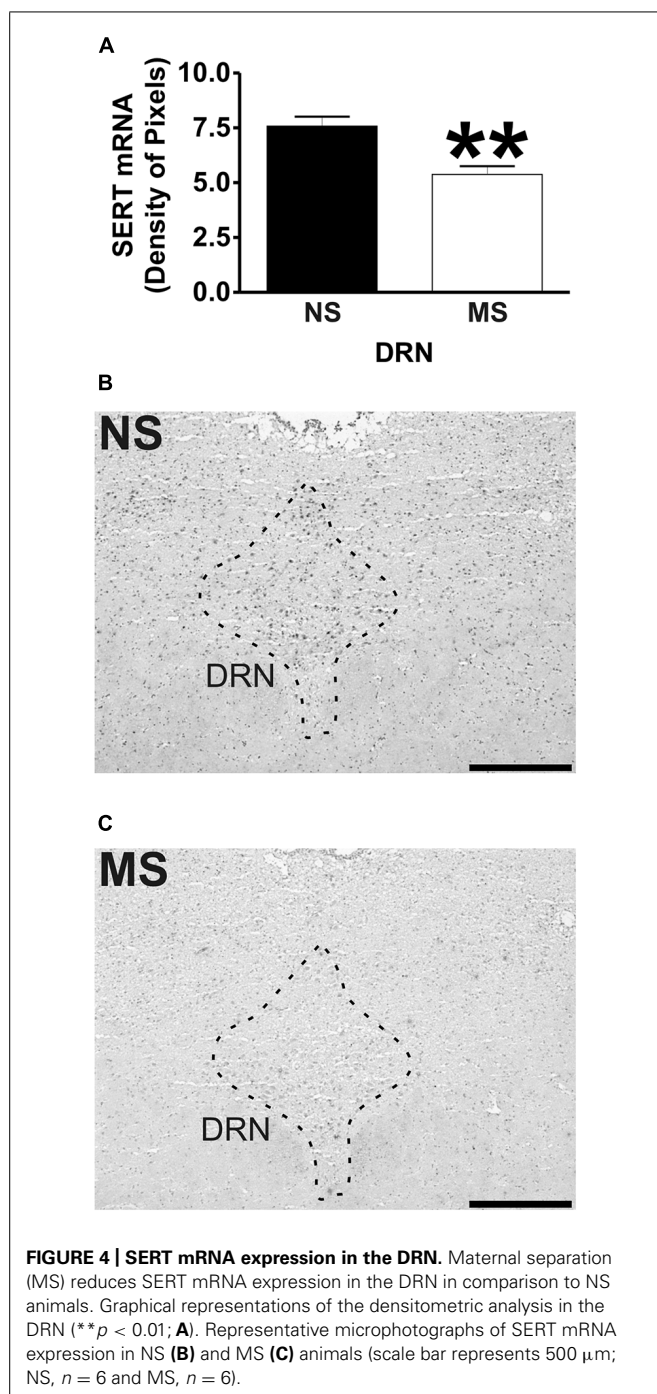 A
10.0
7.5
5.0
2.5
0.0
SERT mRNA
(Density of Pixels)
**
NS MS
DRN
B
NS
DRN
C
MS
DRN
FIGURE 4 | SERT mRNA expression in the DRN. Maternal separation
(MS) reduces SERT mRNA expression in the DRN in comparison to NS
animals. Graphical representations of the densitometric analysis in the
DRN (**p < 0.01; A). Representative microphotographs of SERT mRNA
expression in NS (B) and MS (C) animals (scale bar represents 500 μm;
NS, n = 6 and MS, n = 6).